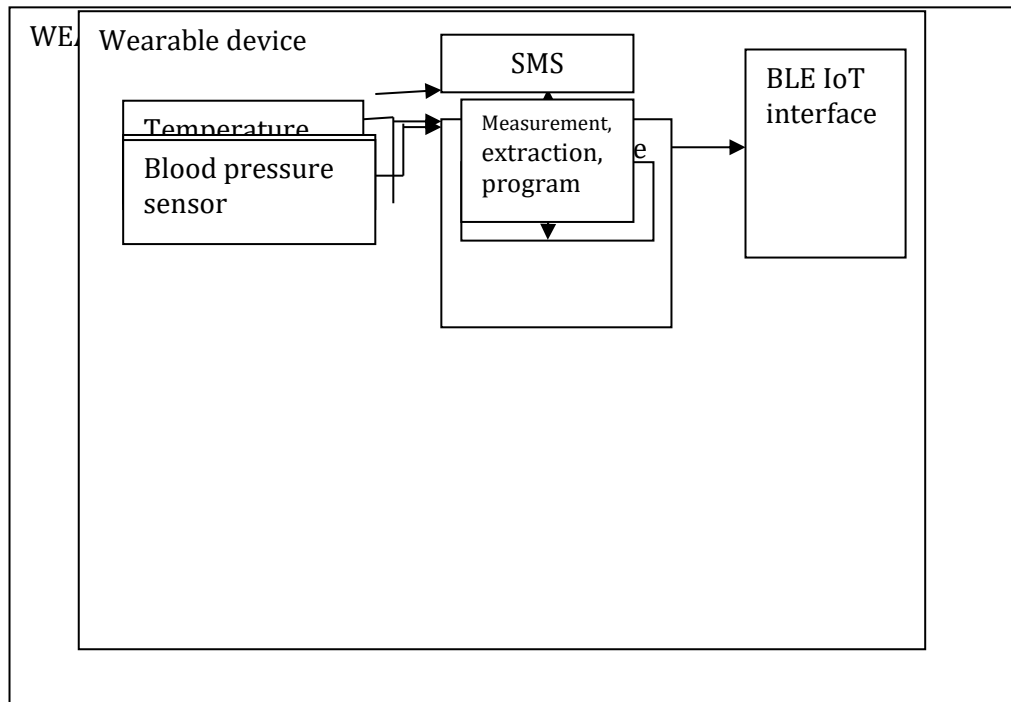 Wearable device
SMS
BLE IoT
interface
Temperature
Measurement,
extraction,
program
Blood pressure
sensor